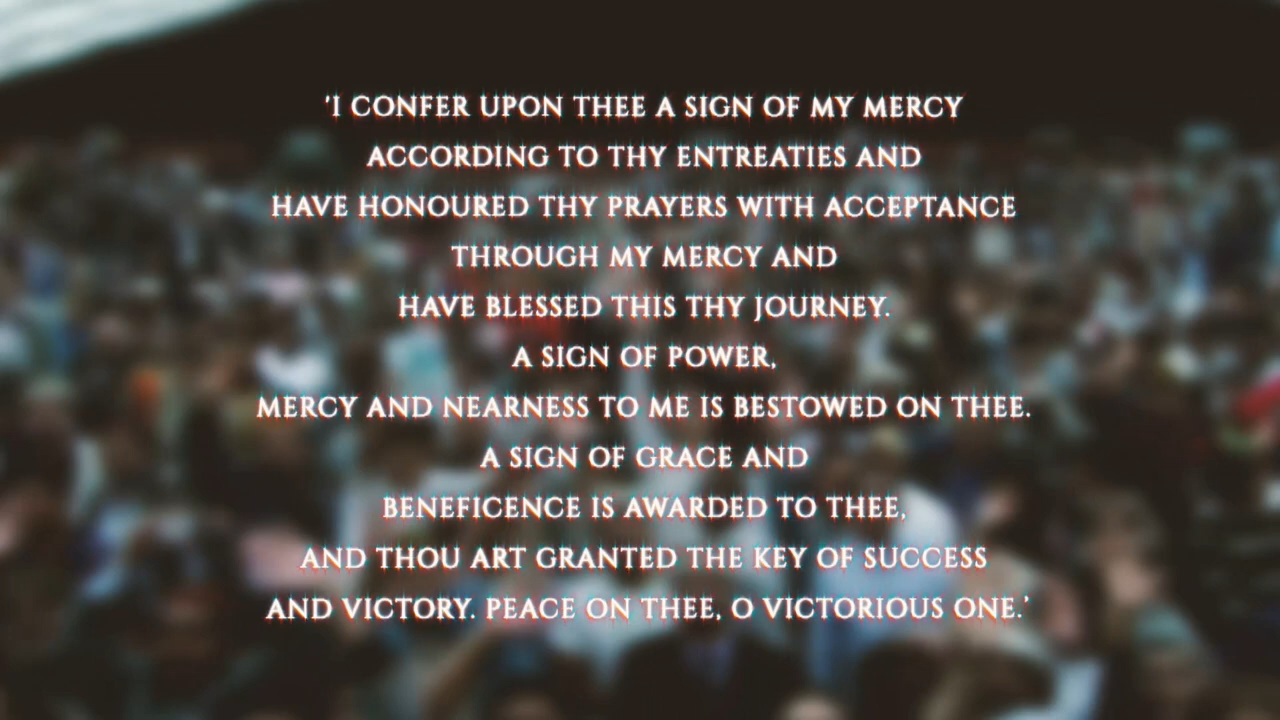 'I CONFER UPON THEE A SIGN OF MY MERCY
ACCORDING TO THY ENTREATIES AND
HAVE HONOURED THY PRAYERS WITH ACCEPTANCE
THROUGH MY MERCY AND
HAVE BLESSED THIS THY JOURNEY.
A SIGN OF POWER,
MERCY AND NEARNESS TO ME IS BESTOWED ON THEE.
A SIGN OF GRACE AND
BENEFICENCE IS AWARDED TO THEE,
AND THOU ART GRANTED THE KEY OF SUCCESS
AND VICTORY. PEACE ON THEE, O VICTORIOUS ONE.'